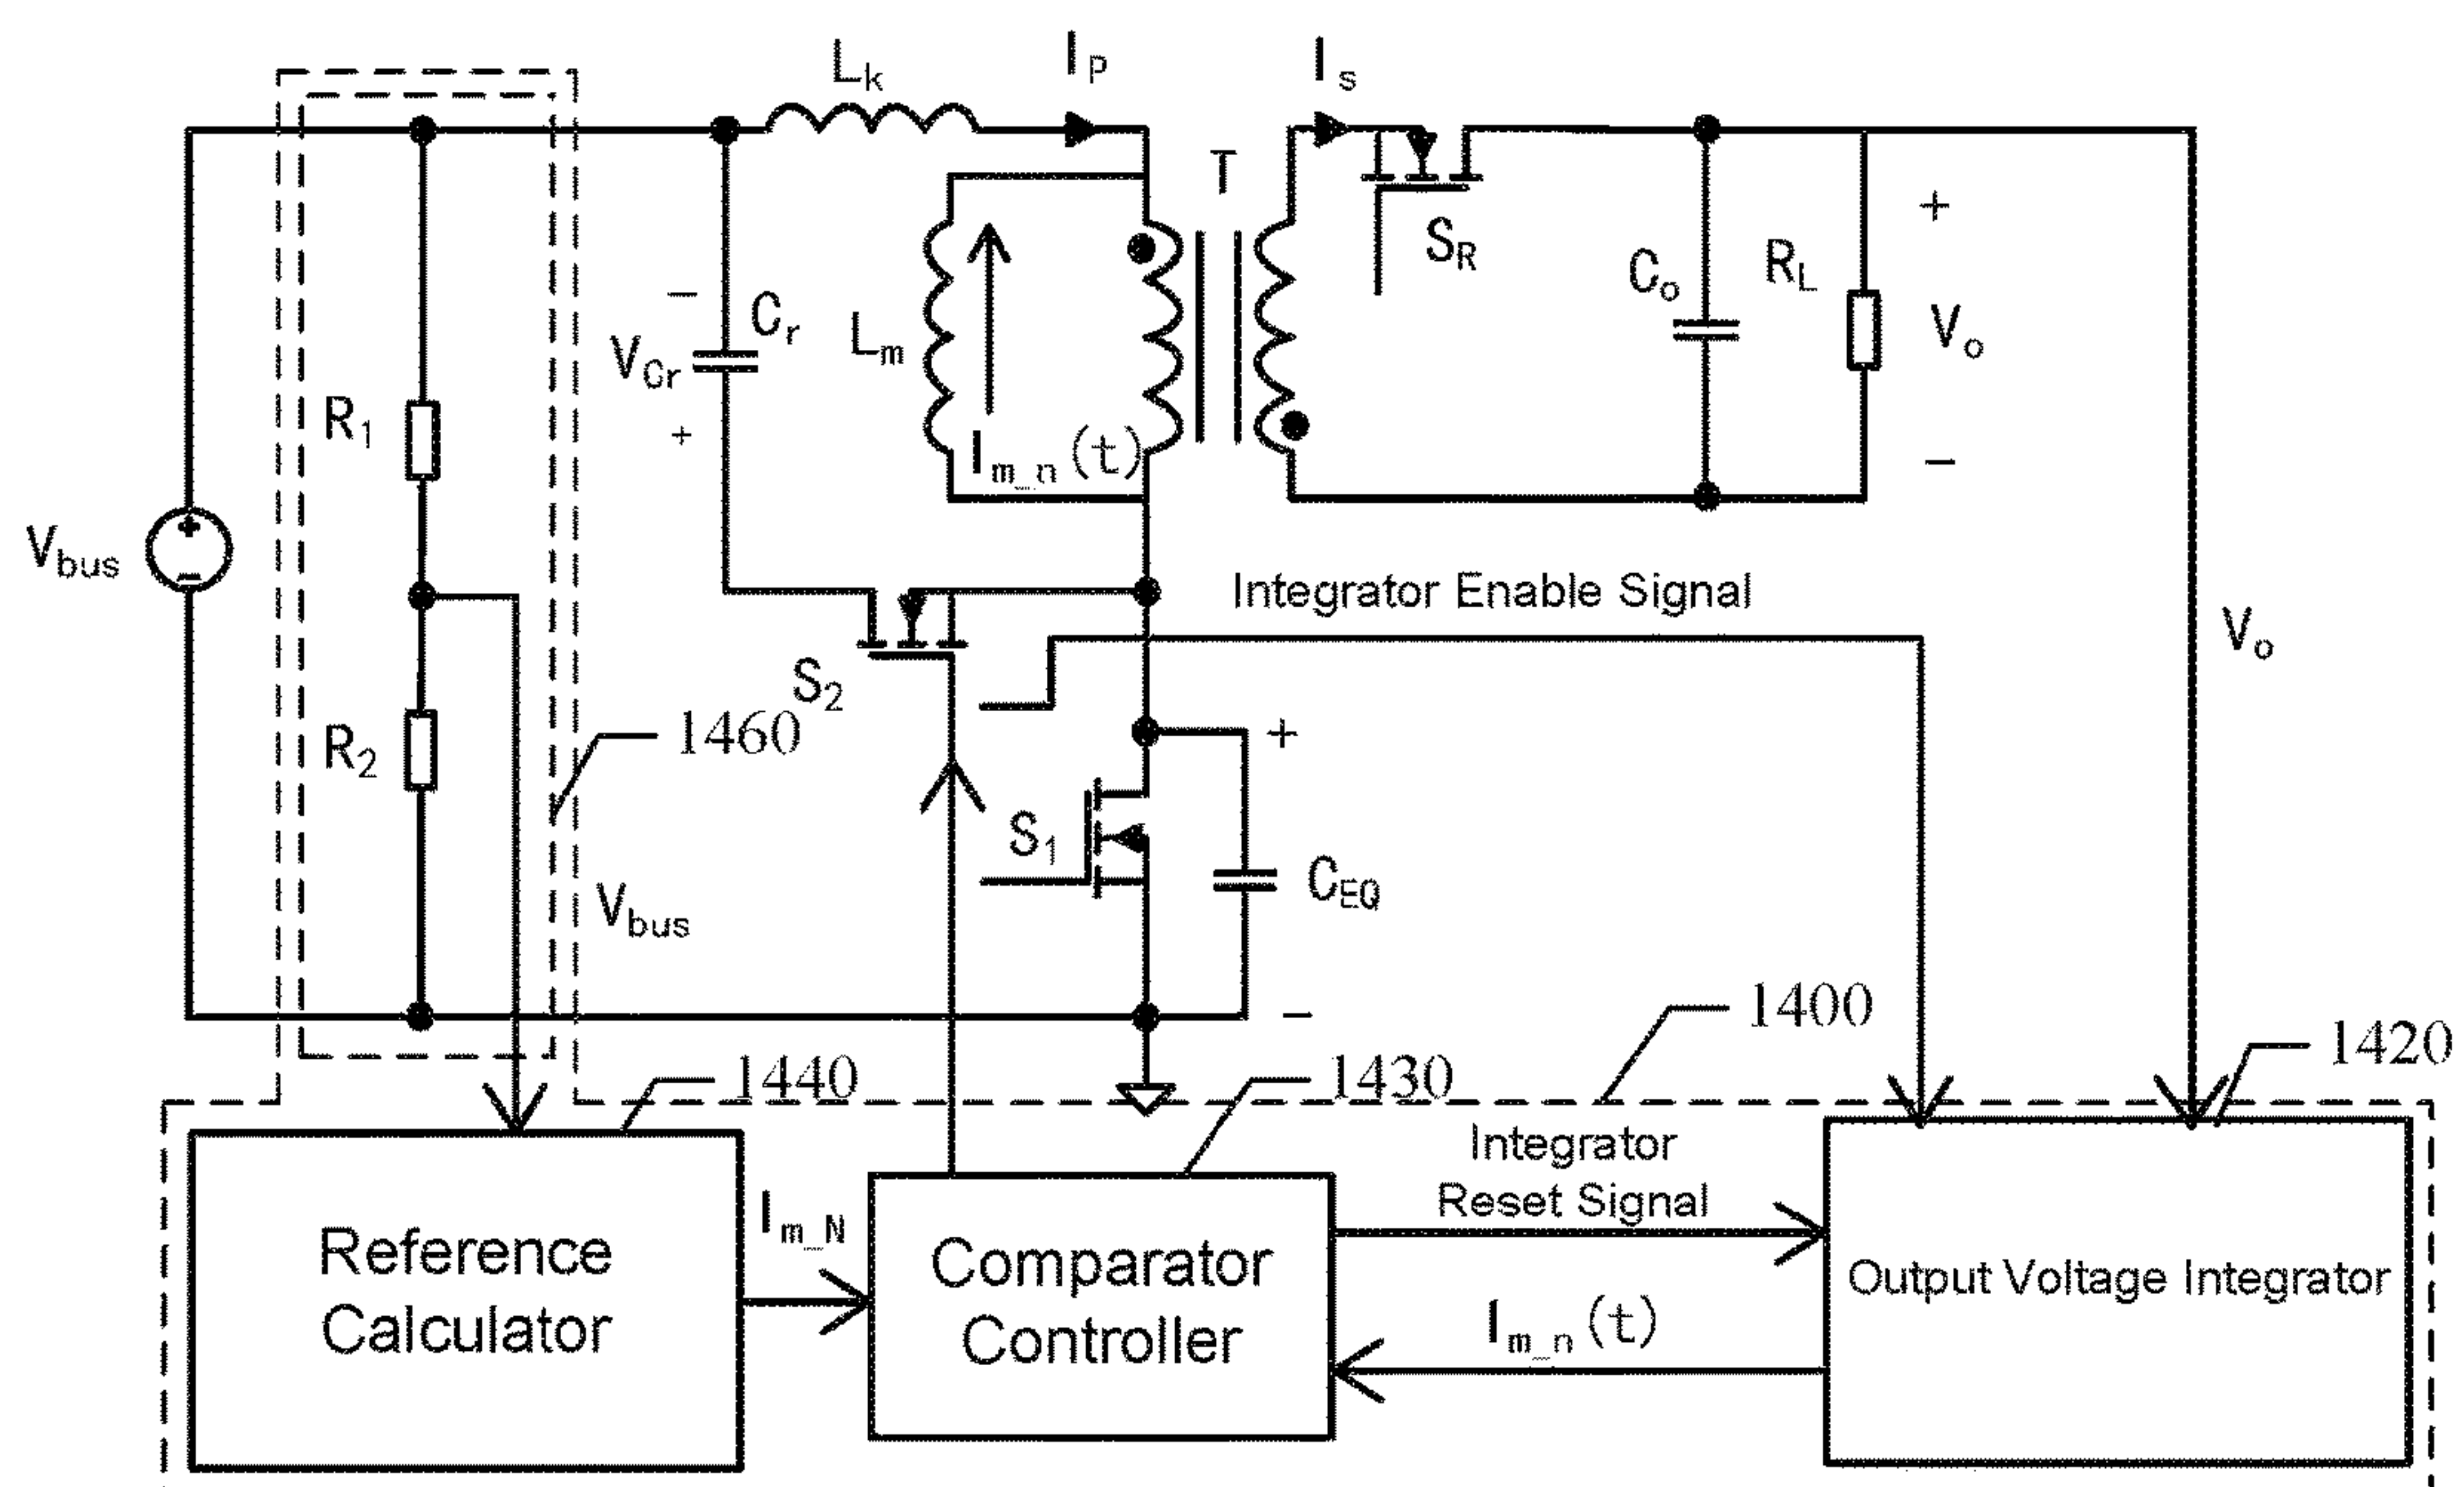 Lk
IP
Is
T
SR
Co
RL
+
Vo
−
−
Cr
VCr
+
Lm
Im_n(t)
R1
Vbus
+
−
Integrator Enable Signal
S2
Vo
R2
1460
+
S1
CEQ
Vbus
−
1400
1420
1440
1430
Integrator
Reset Signal
Reference
Calculator
Im_N
Comparator
Controller
Output Voltage Integrator
Im_n(t)